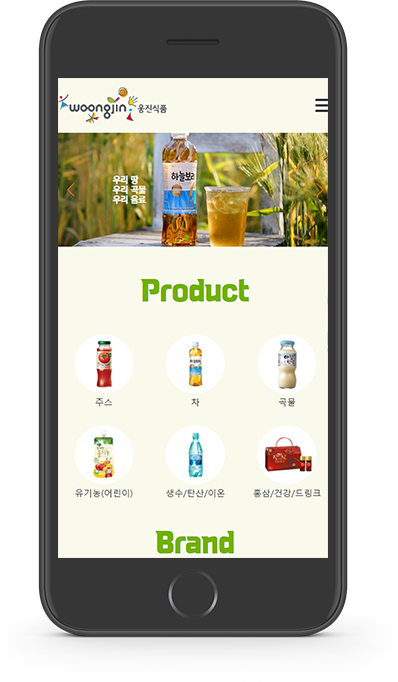 woongjin 웅진식품
우리 땅
우리 곡물
우리 음료
하늘보리
Product
주스
차
곡물
유기농(어린이)
생수/탄산/이온
홍삼/건강/드링크
Brand